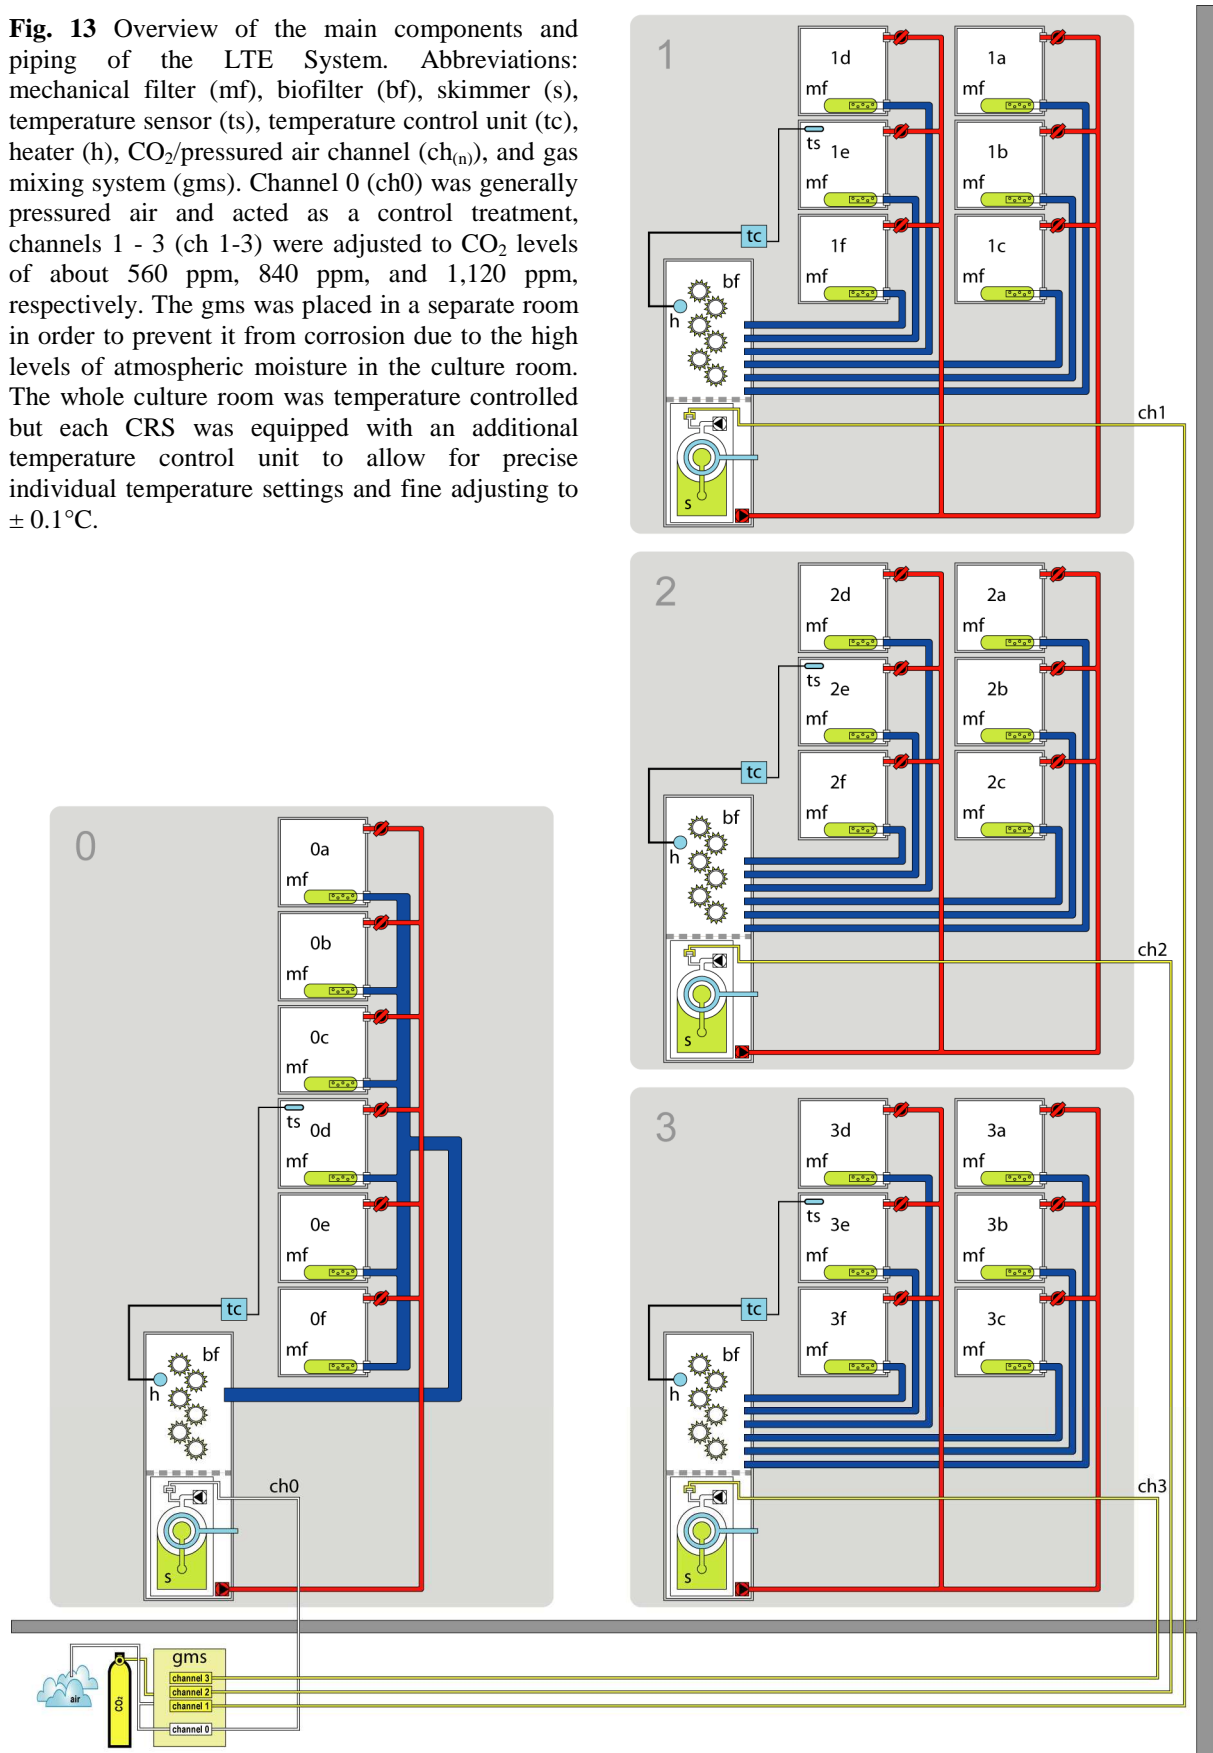 Fig. 13 Overview of the main components and
piping of the LTE System. Abbreviations:
mechanical filter (mf), biofilter (bf), skimmer (s),
temperature sensor (ts), temperature control unit (tc),
heater (h), CO₂/pressured air channel (ch₍ₙ₎), and gas
mixing system (gms). Channel 0 (ch0) was generally
pressured air and acted as a control treatment,
channels 1 - 3 (ch 1-3) were adjusted to CO₂ levels
of about 560 ppm, 840 ppm, and 1,120 ppm,
respectively. The gms was placed in a separate room
in order to prevent it from corrosion due to the high
levels of atmospheric moisture in the culture room.
The whole culture room was temperature controlled
but each CRS was equipped with an additional
temperature control unit to allow for precise
individual temperature settings and fine adjusting to
± 0.1°C.
1
1d
mf
1a
mf
ts
1e
mf
1b
mf
tc
1f
mf
1c
mf
bf
h
ch1
s
2
2d
mf
2a
mf
ts
2e
mf
2b
mf
tc
2f
mf
2c
mf
bf
h
ch2
s
0
0a
mf
0b
mf
0c
mf
ts
0d
mf
0e
mf
tc
0f
mf
bf
h
ch0
s
3
3d
mf
3a
mf
ts
3e
mf
3b
mf
tc
3f
mf
3c
mf
bf
h
ch3
s
air
CO₂
gms
channel 3
channel 2
channel 1
channel 0